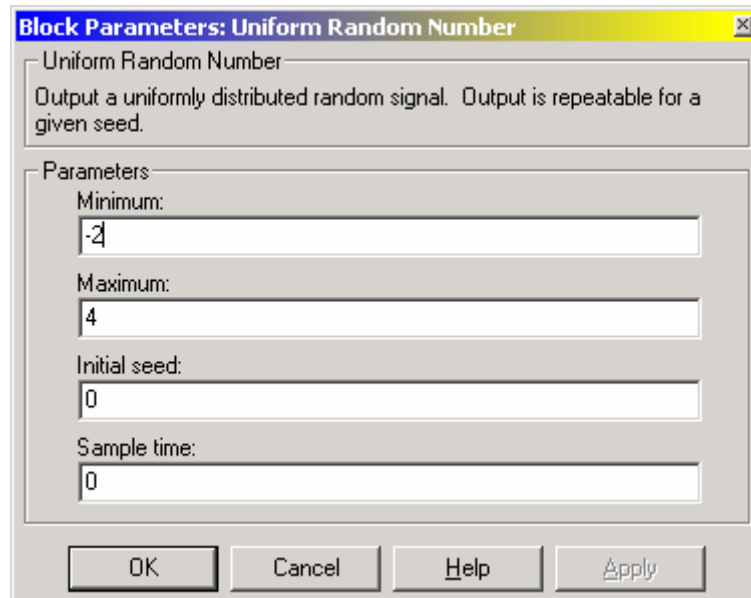 Block Parameters: Uniform Random Number
Uniform Random Number
Output a uniformly distributed random signal.  Output is repeatable for a
given seed.
Parameters
Minimum:
-2
Maximum:
4
Initial seed:
0
Sample time:
0
OK Cancel Help Apply